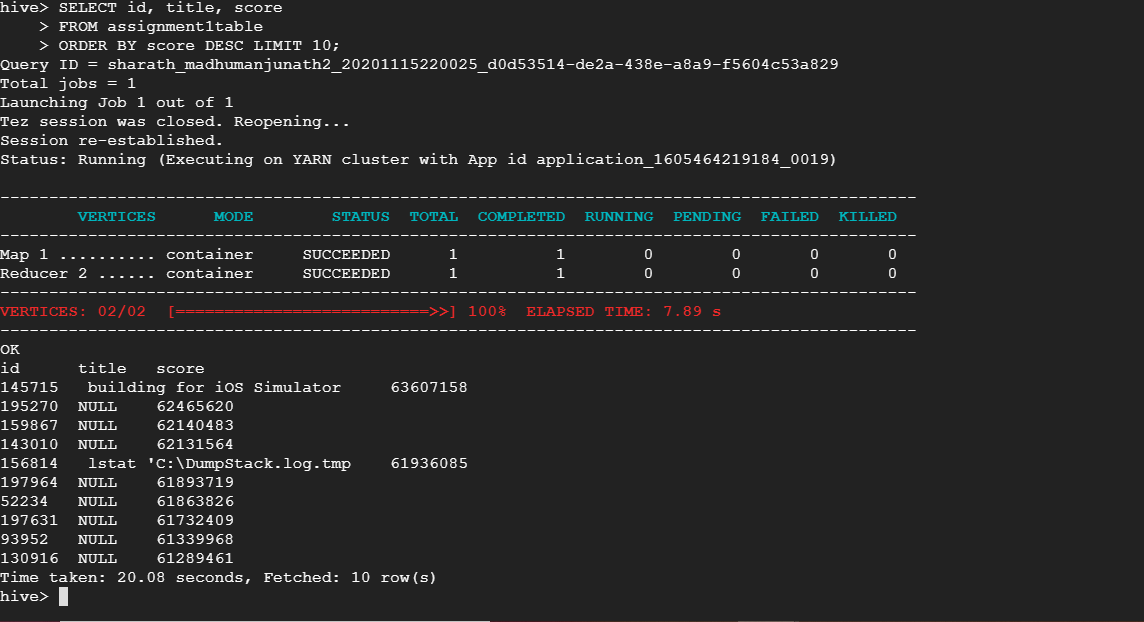 hive> SELECT id, title, score
    > FROM assignment1table
    > ORDER BY score DESC LIMIT 10;
Query ID = sharath_madhumanjunath2_20201115220025_d0d53514-de2a-438e-a8a9-f5604c53a829
Total jobs = 1
Launching Job 1 out of 1
Tez session was closed. Reopening...
Session re-established.
Status: Running (Executing on YARN cluster with App id application_1605464219184_0019)
----------------------------------------------------------------------------------------------
        VERTICES      MODE        STATUS  TOTAL  COMPLETED  RUNNING  PENDING  FAILED  KILLED
----------------------------------------------------------------------------------------------
Map 1 .......... container     SUCCEEDED      1          1        0        0       0       0
Reducer 2 ...... container     SUCCEEDED      1          1        0        0       0       0
----------------------------------------------------------------------------------------------
VERTICES: 02/02  [==========================>>] 100%  ELAPSED TIME: 7.89 s
----------------------------------------------------------------------------------------------
OK
id      title   score
145715   building for iOS Simulator     63607158
195270  NULL    62465620
159867  NULL    62140483
143010  NULL    62131564
156814   lstat 'C:\DumpStack.log.tmp    61936085
197964  NULL    61893719
52234   NULL    61863826
197631  NULL    61732409
93952   NULL    61339968
130916  NULL    61289461
Time taken: 20.08 seconds, Fetched: 10 row(s)
hive>